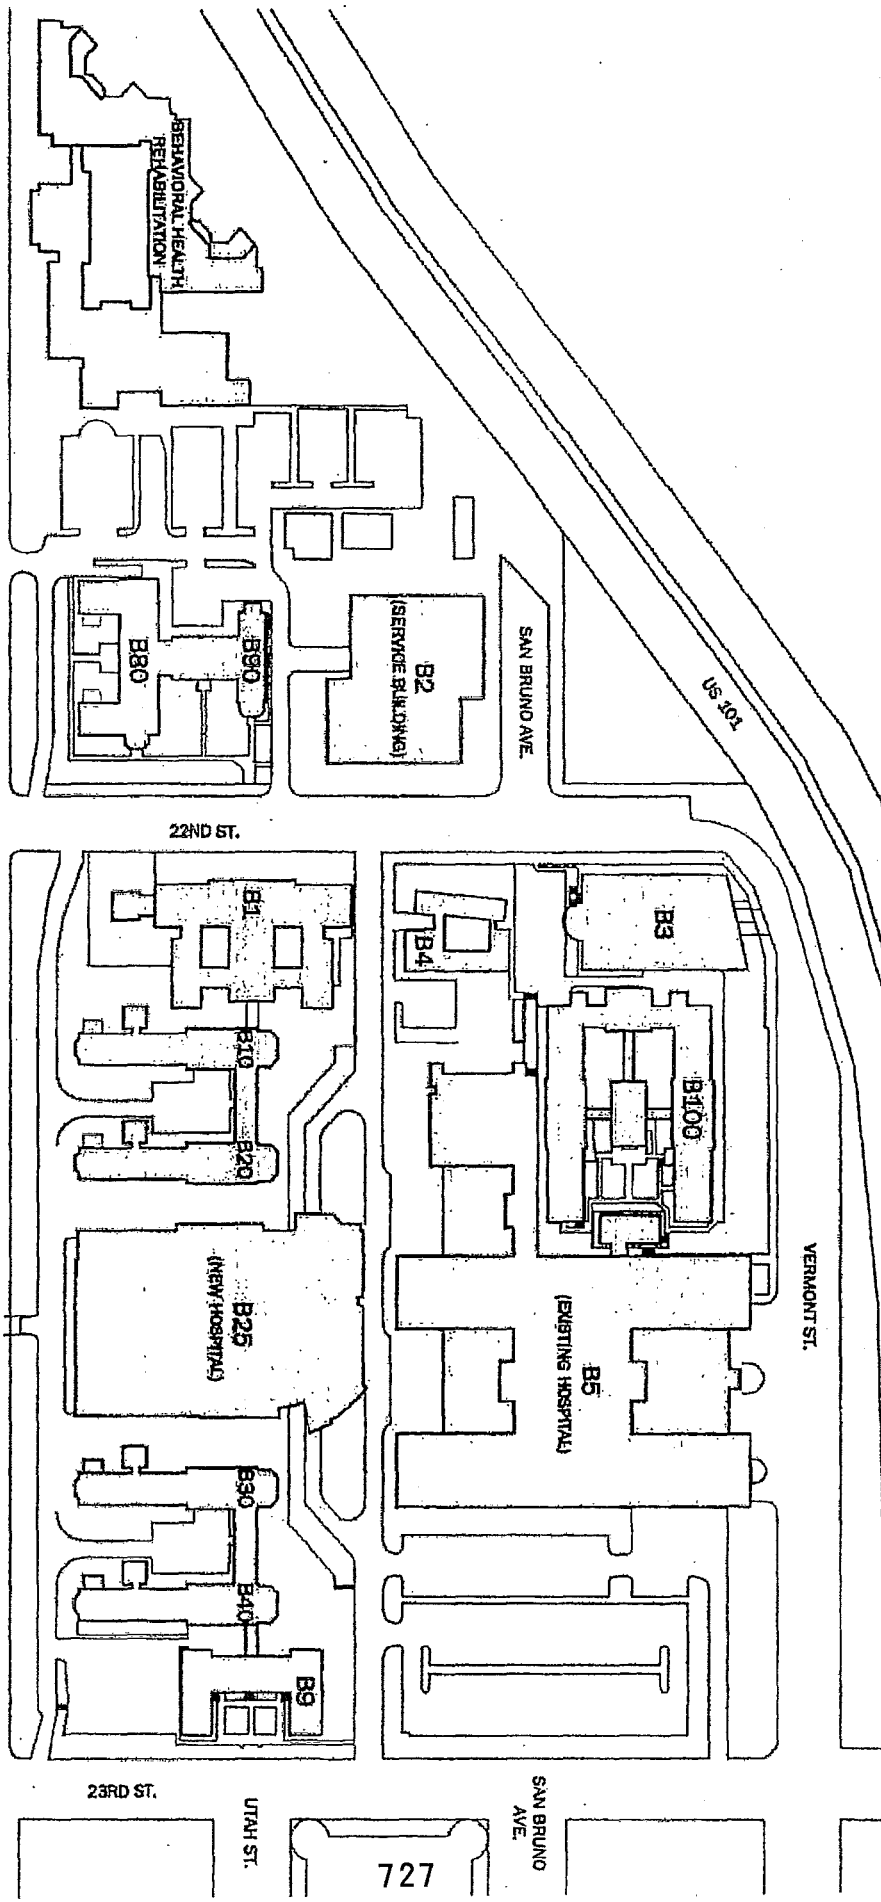 BEHAVIORAL HEALTH
REHABILITATION
US 101
SAN BRUNO AVE.
B2
(SERVICE BUILDING)
B90
B80
22ND ST.
B1
B3
B4
B10
B100
B20
VERMONT ST.
B25
(NEW HOSPITAL)
B5
(EXISTING HOSPITAL)
B30
B40
B9
23RD ST.
UTAH ST.
SAN BRUNO
AVE.
727